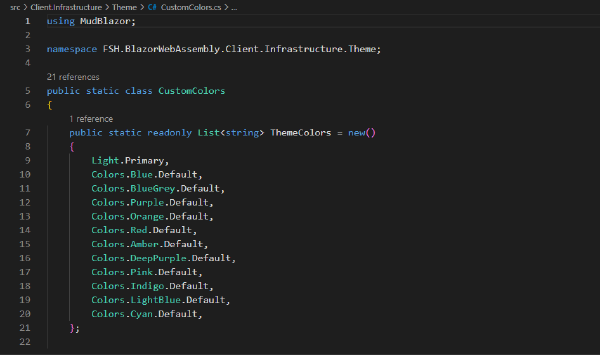 src > Client.Infrastructure > Theme > C# CustomColors.cs > ...
1 using MudBlazor;
2
3 namespace FSH.BlazorWebAssembly.Client.Infrastructure.Theme;
4
21 references
5 public static class CustomColors
6 {
1 reference
7 public static readonly List<string> ThemeColors = new()
8 {
9 Light.Primary,
10 Colors.Blue.Default,
11 Colors.BlueGrey.Default,
12 Colors.Purple.Default,
13 Colors.Orange.Default,
14 Colors.Red.Default,
15 Colors.Amber.Default,
16 Colors.DeepPurple.Default,
17 Colors.Pink.Default,
18 Colors.Indigo.Default,
19 Colors.LightBlue.Default,
20 Colors.Cyan.Default,
21 };
22